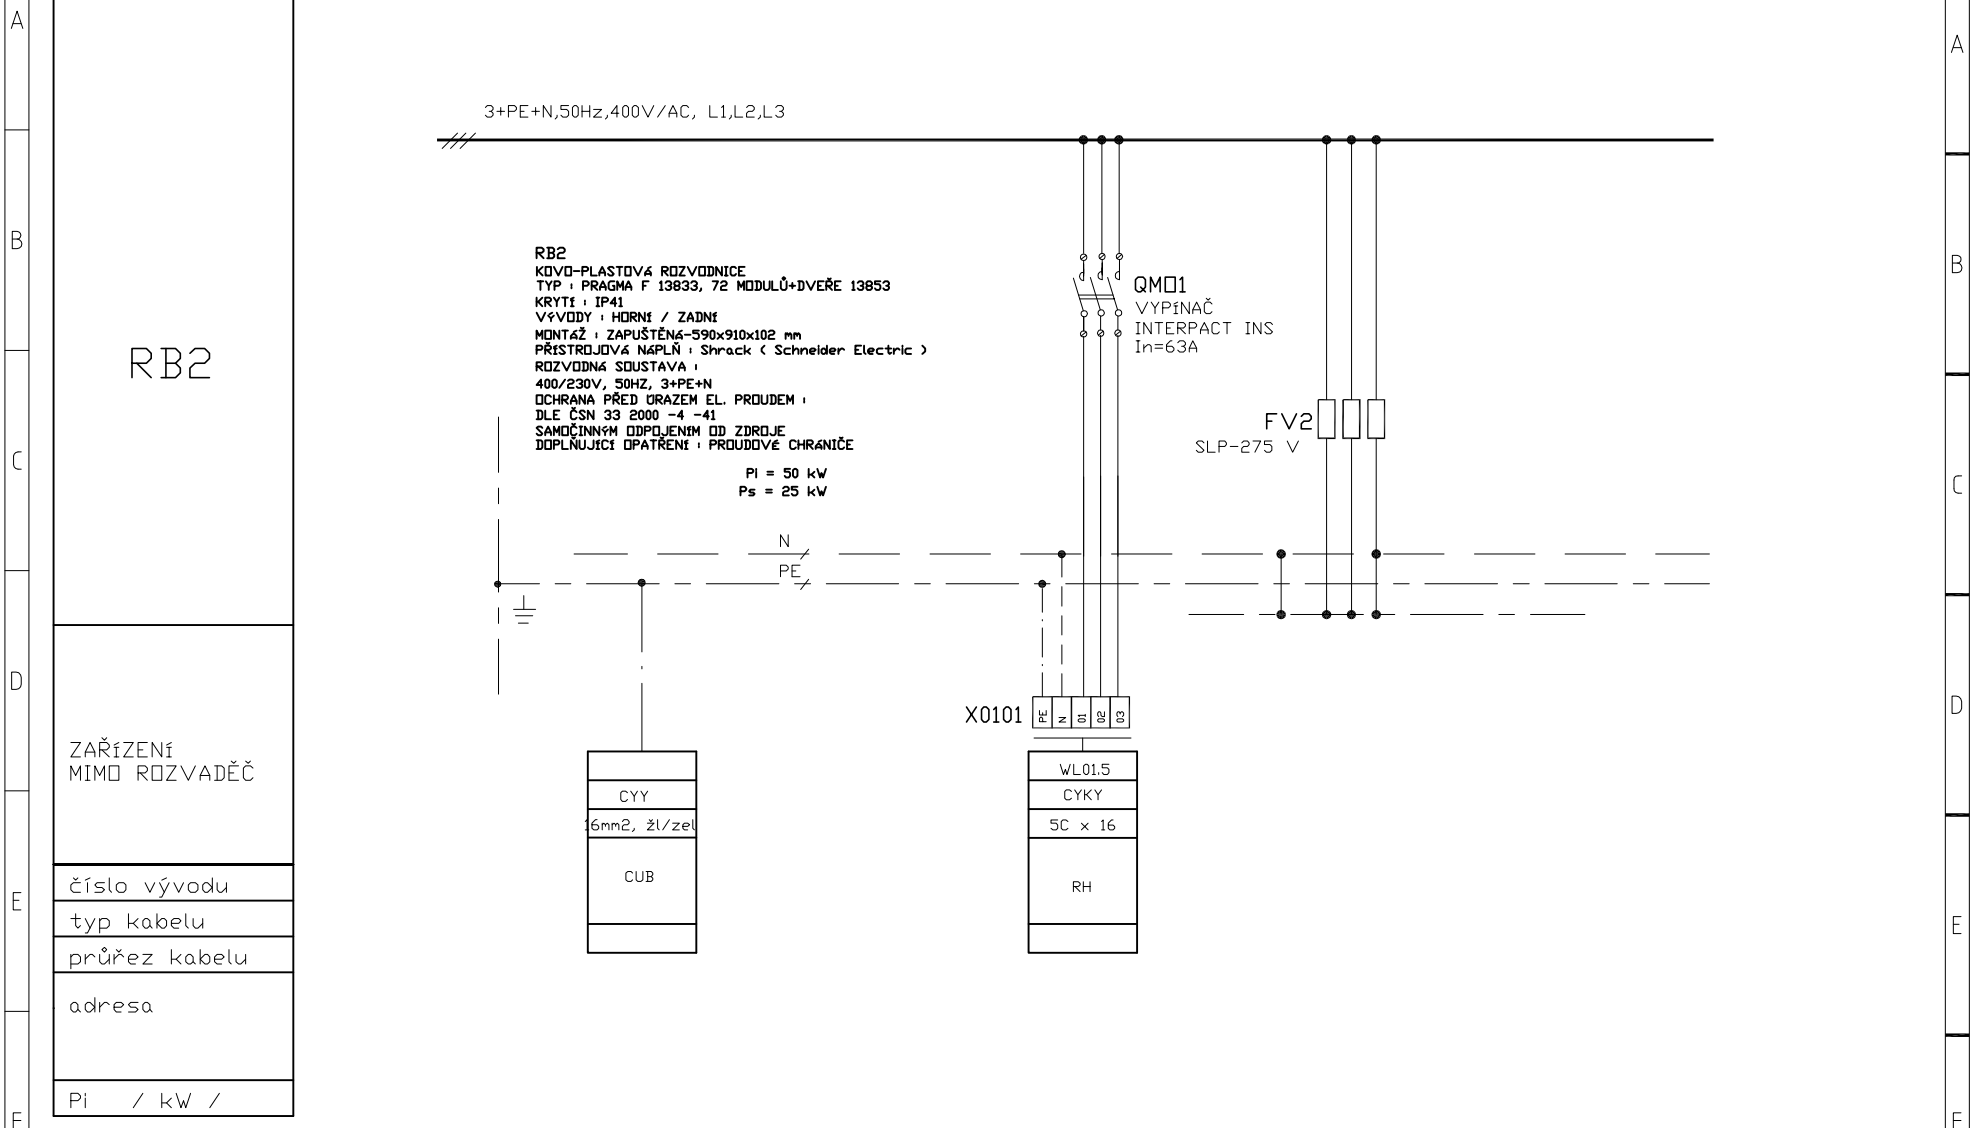 A
A
3+PE+N,50Hz,400V/AC, L1,L2,L3
B
B
RB2
KOVO-PLASTOVÁ ROZVODNICE
TYP : PRAGMA F 13833, 72 MODULŮ+DVEŘE 13853
KRYTÍ : IP41
VÝVODY : HORNÍ / ZADNÍ
MONTÁŽ : ZAPUŠTĚNÁ-590x910x102 mm
PŘÍSTROJOVÁ NÁPLŇ : Shrack ( Schneider Electric )
ROZVODNÁ SOUSTAVA :
400/230V, 50HZ, 3+PE+N
OCHRANA PŘED ÚRAZEM EL. PROUDEM :
DLE ČSN 33 2000 -4 -41
SAMOČINNÝM ODPOJENÍM OD ZDROJE
DOPLŇUJÍCÍ OPATŘENÍ : PROUDOVÉ CHRÁNIČE
Pi = 50 kW
Ps = 25 kW
QM01
VYPÍNAČ
INTERPACT INS
In=63A
RB2
FV2
SLP-275 V
C
C
N
PE
D
D
X0101 PE N 01 02 03
ZAŘÍZENÍ
MIMO ROZVADĚČ
WL01.5
CYY
CYKY
16mm2, žl/zel
5C x 16
CUB
RH
číslo vývodu
typ kabelu
průřez kabelu
adresa
Pi / kW /
E
E
F
F